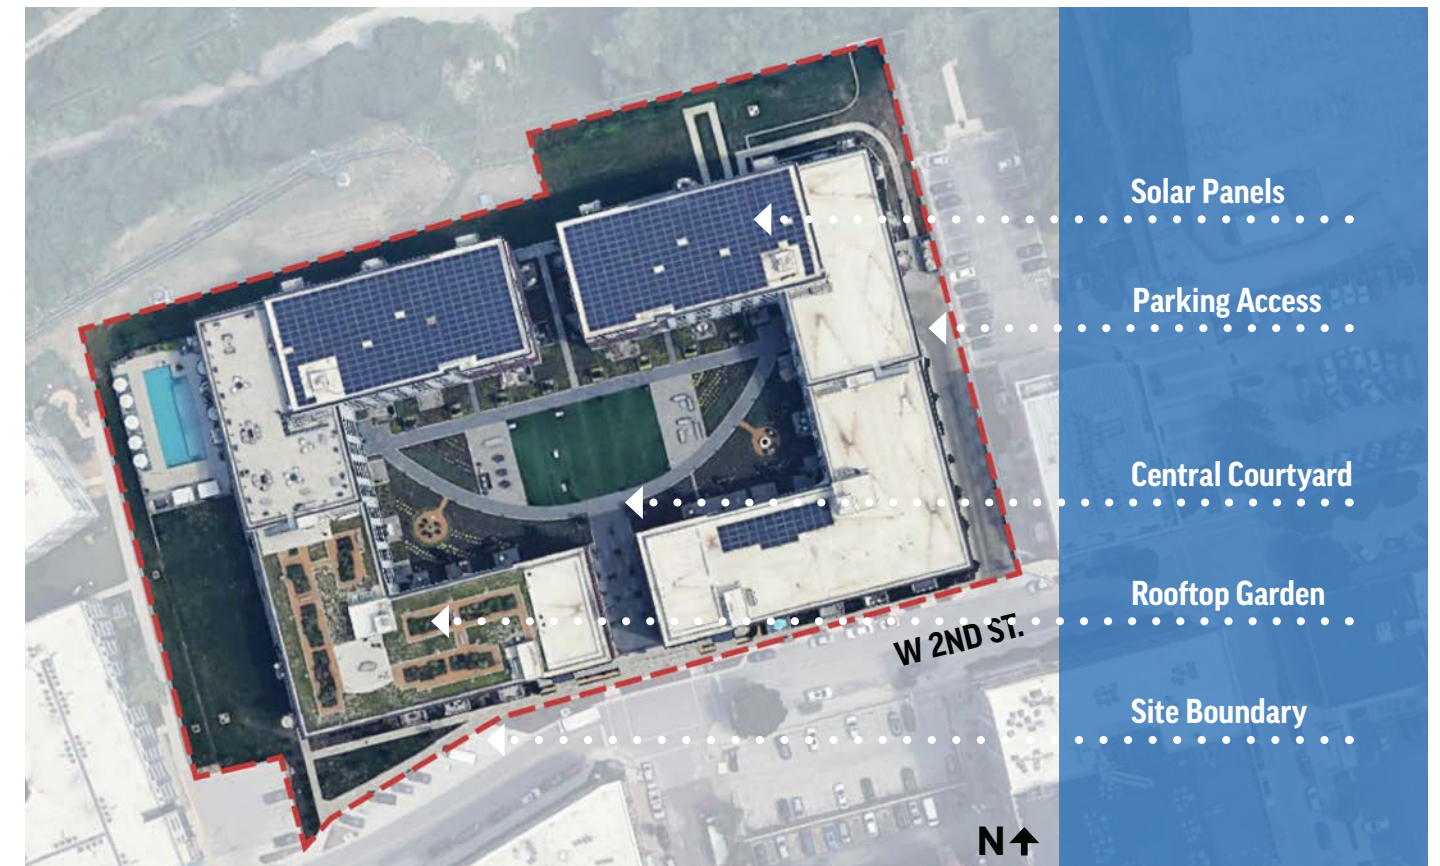 Solar Panels
Parking Access
Central Courtyard
Rooftop Garden
W 2ND ST.
Site Boundary
N